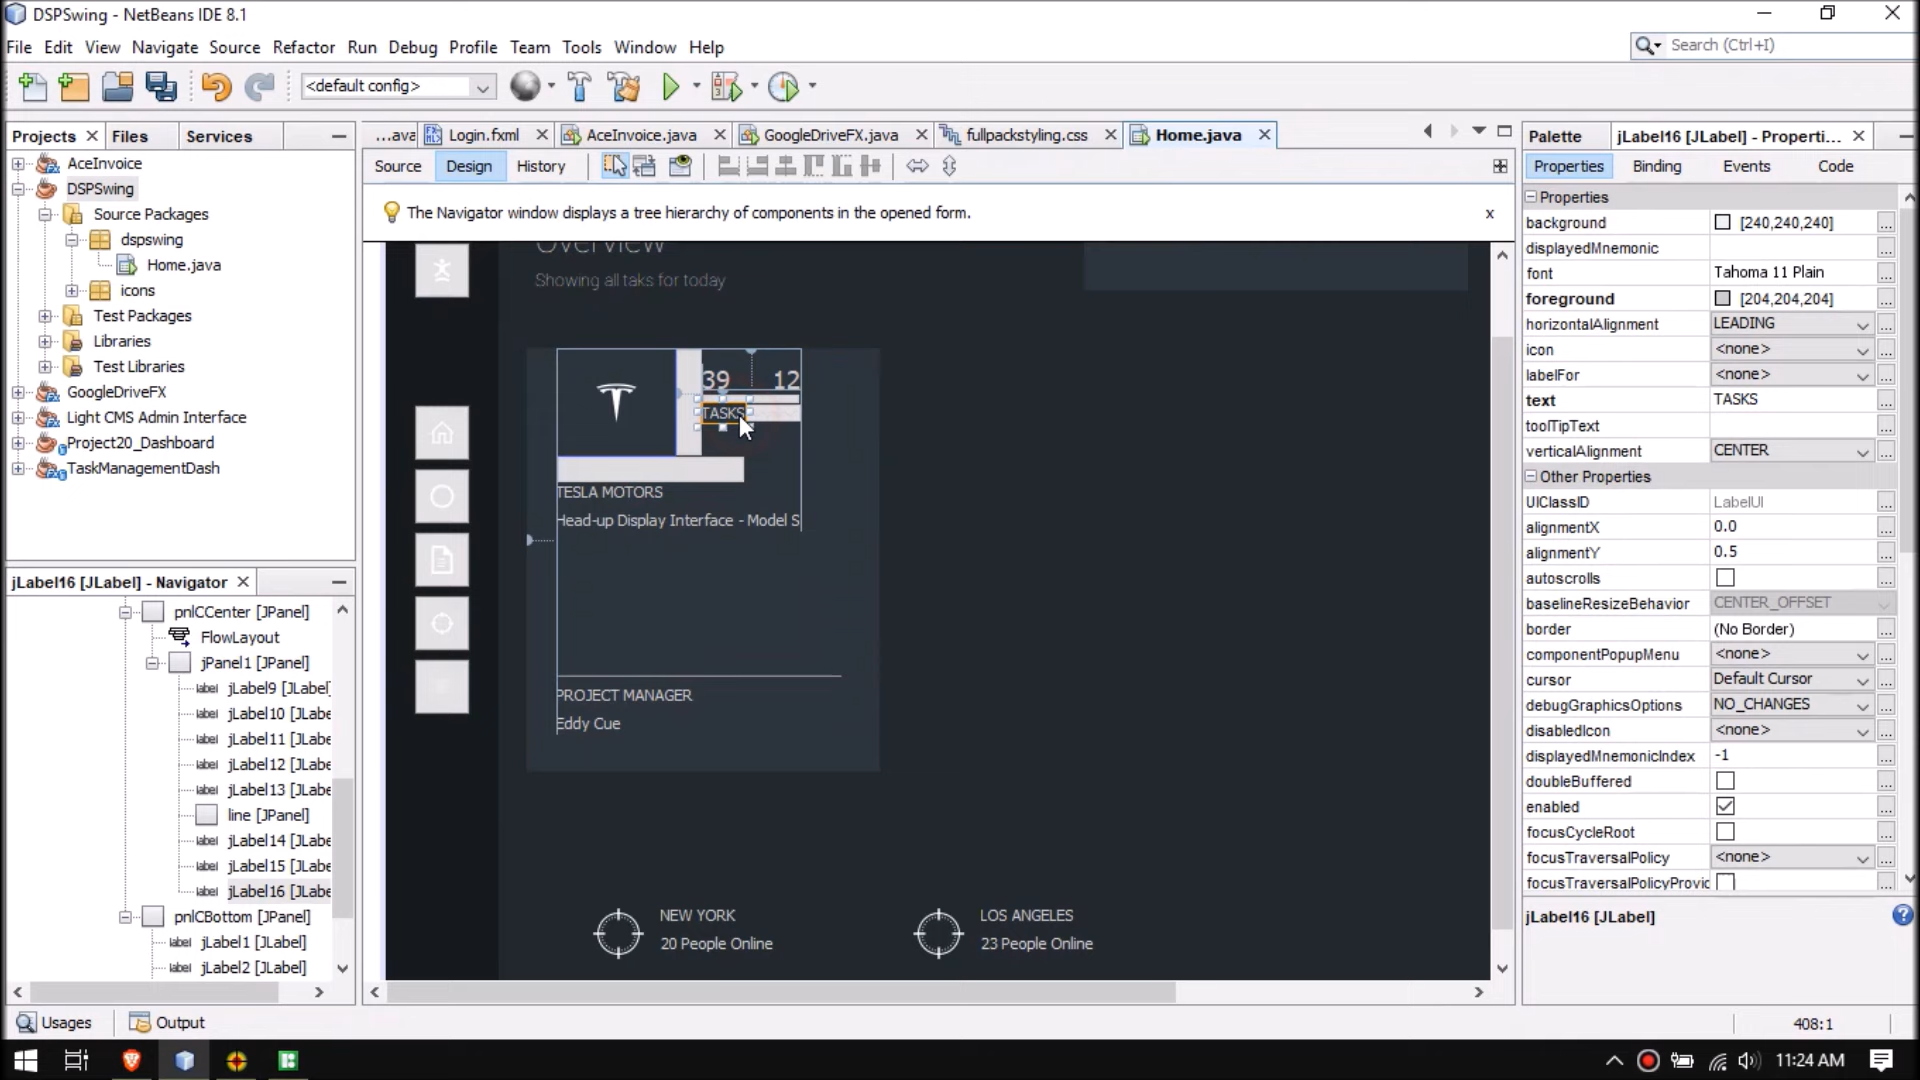 DSPSwing - NetBeans IDE 8.1
File Edit View Navigate Source Refactor Run Debug Profile Team Tools Window Help
Search (Ctrl+I)
<default config>
Projects Files Services
...ava Login.fxml AceInvoice.java GoogleDriveFX.java fullpackstyling.css Home.java
Palette jLabel16 [JLabel] - Properti...
Source Design History
Properties Binding Events Code
The Navigator window displays a tree hierarchy of components in the opened form.
x
AceInvoice
DSPSwing
Source Packages
dspswing
Home.java
icons
Test Packages
Libraries
Test Libraries
GoogleDriveFX
Light CMS Admin Interface
Project20_Dashboard
TaskManagementDash
jLabel16 [JLabel] - Navigator
pnlCCenter [JPanel]
FlowLayout
jPanel1 [JPanel]
jLabel9 [JLabel]
jLabel10 [JLabe
jLabel11 [JLabe
jLabel12 [JLabe
jLabel13 [JLabe
line [JPanel]
jLabel14 [JLabe
jLabel15 [JLabe
jLabel16 [JLabe
pnlCBottom [JPanel]
jLabel1 [JLabel]
jLabel2 [JLabel]
Overview
Showing all taks for today
39 12
TASKS
TESLA MOTORS
Head-up Display Interface - Model S
PROJECT MANAGER
Eddy Cue
NEW YORK
20 People Online
LOS ANGELES
23 People Online
Properties
background [240,240,240] ...
displayedMnemonic ...
font Tahoma 11 Plain ...
foreground [204,204,204] ...
horizontalAlignment LEADING ...
icon <none> ...
labelFor <none> ...
text TASKS ...
toolTipText ...
verticalAlignment CENTER ...
Other Properties
UIClassID LabelUI ...
alignmentX 0.0 ...
alignmentY 0.5 ...
autoscrolls ...
baselineResizeBehavior CENTER_OFFSET ...
border (No Border) ...
componentPopupMenu <none> ...
cursor Default Cursor ...
debugGraphicsOptions NO_CHANGES ...
disabledIcon <none> ...
displayedMnemonicIndex -1 ...
doubleBuffered ...
enabled ...
focusCycleRoot ...
focusTraversalPolicy <none> ...
focusTraversalPolicyProvic ...
jLabel16 [JLabel]
Usages Output
408:1
11:24 AM